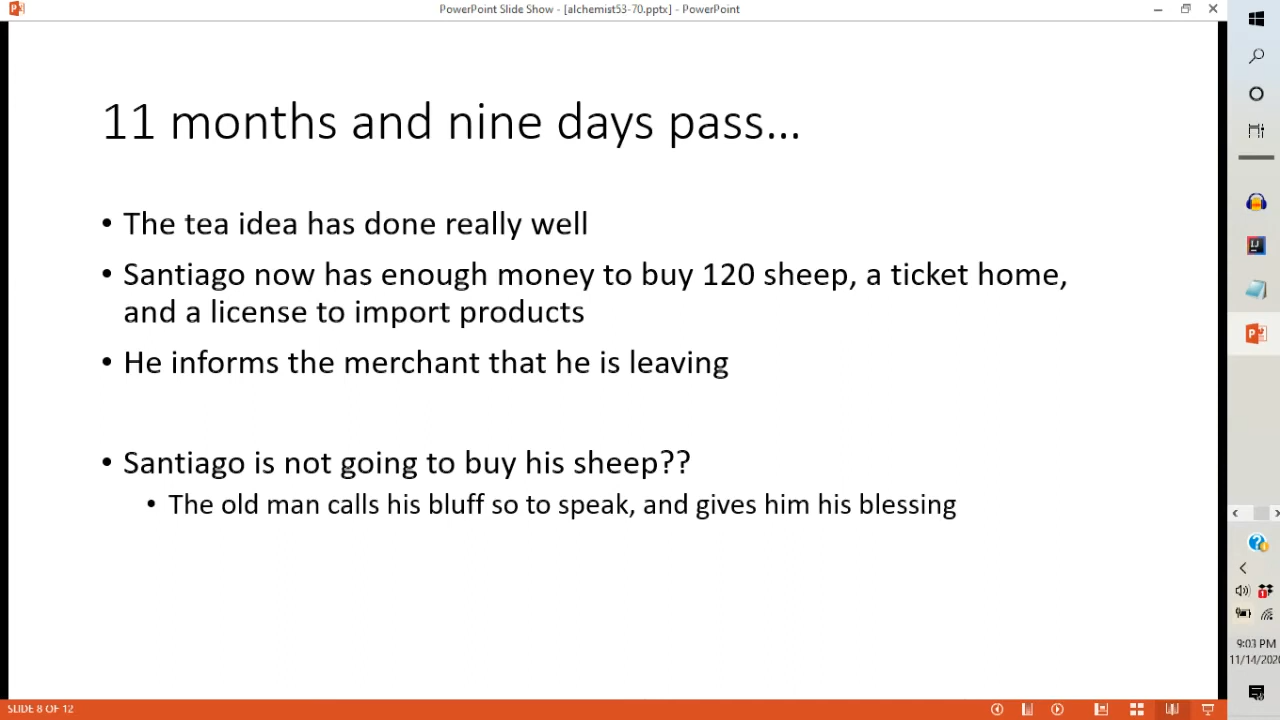 PowerPoint Slide Show - [alchemist53-70.pptx] - PowerPoint
11 months and nine days pass…
• The tea idea has done really well
• Santiago now has enough money to buy 120 sheep, a ticket home,
and a license to import products
• He informs the merchant that he is leaving
• Santiago is not going to buy his sheep??
• The old man calls his bluff so to speak, and gives him his blessing
9:03 PM
11/14/2020
SLIDE 8 OF 12